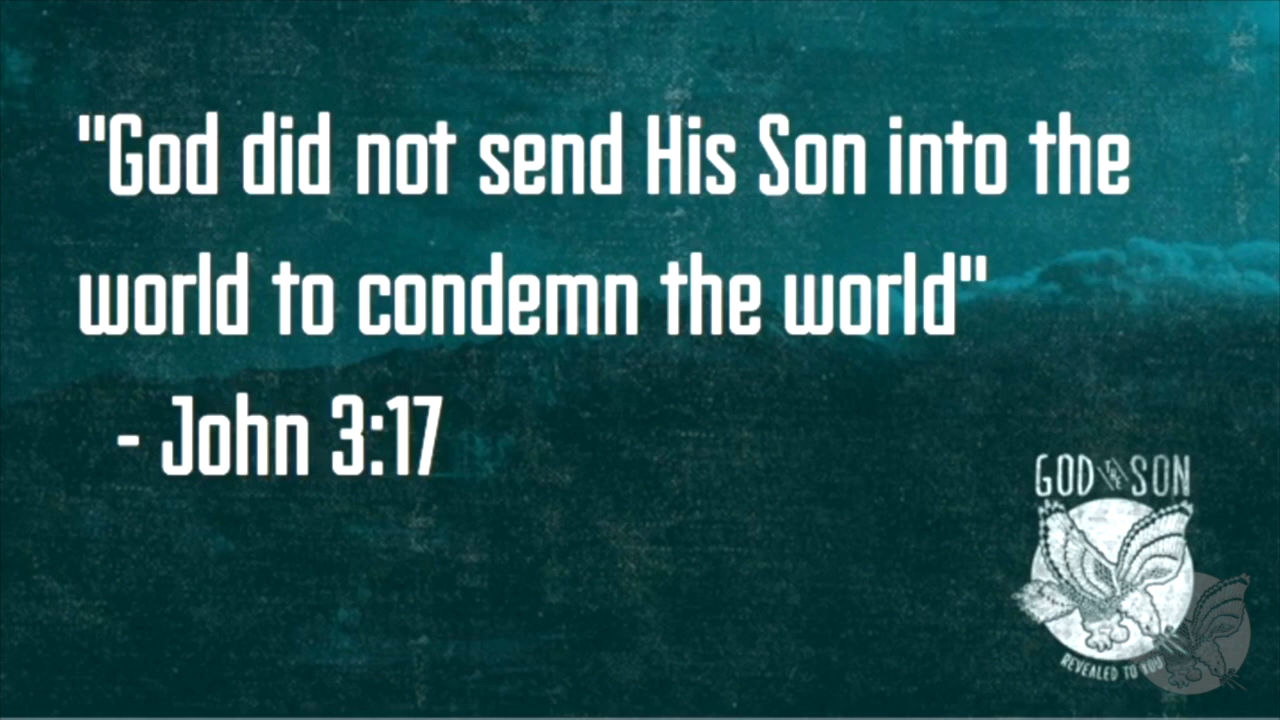 "God did not send His Son into the
world to condemn the world"
- John 3:17
GOD THE SON
REVEALED TO YOU